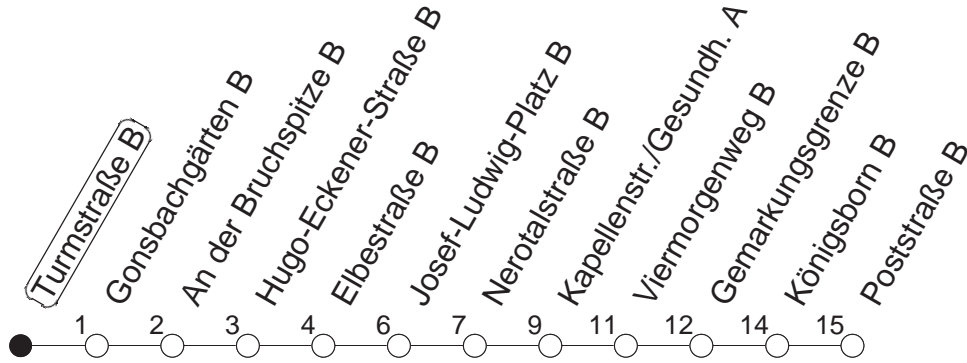 Turmstraße B
Gonsbachgärten B
An der Bruchspitze B
Hugo-Eckener-Straße B
Elbestraße B
Josef-Ludwig-Platz B
Nerotalstraße B
Kapellenstr./Gesundh. A
Viermorgenweg B
Gemarkungsgrenze B
Königsborn B
Poststraße B
1 2 3 4 6 7 9 11 12 14 15